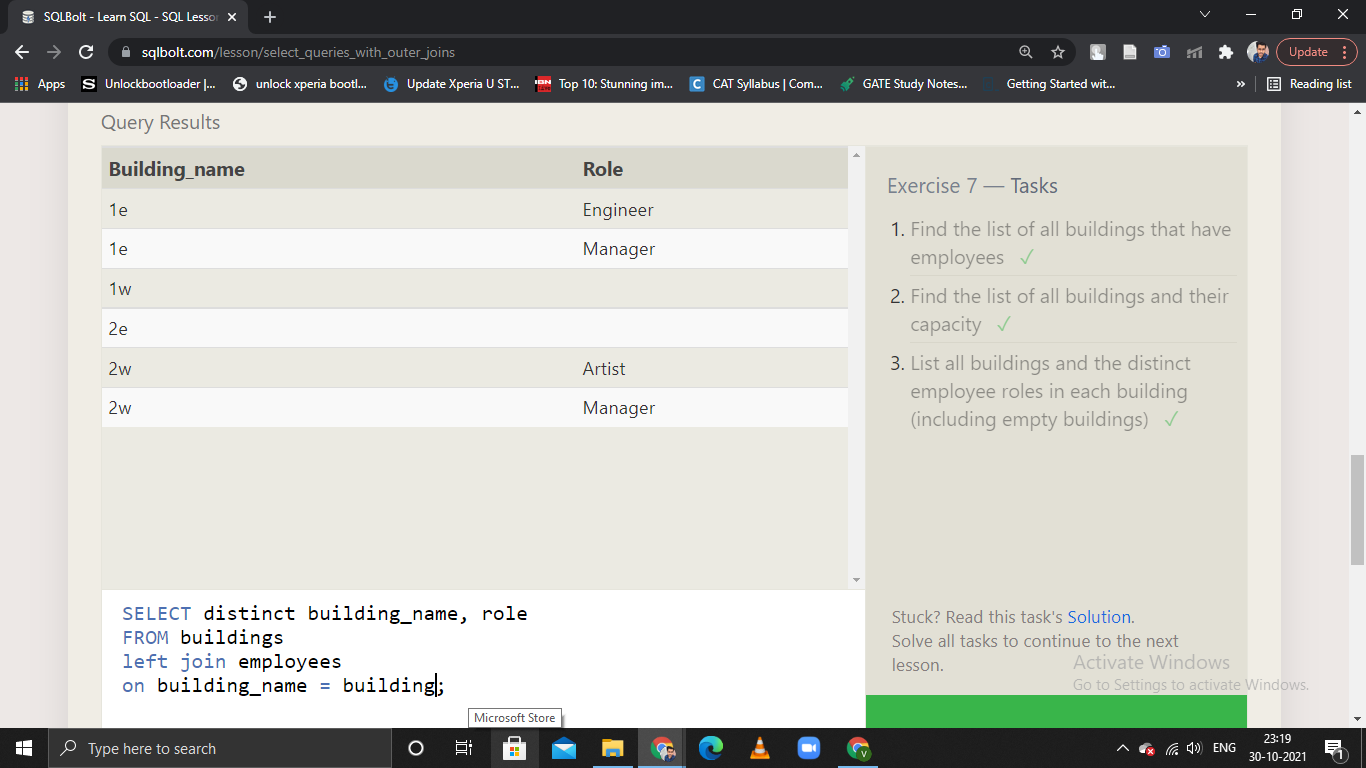 SQLBolt - Learn SQL - SQL Lesson
sqlbolt.com/lesson/select_queries_with_outer_joins
Update
Apps
Unlockbootloader |...
unlock xperia bootl...
Update Xperia U ST...
Top 10: Stunning im...
CAT Syllabus | Com...
GATE Study Notes...
Getting Started wit...
»
Reading list
Query Results
Building_name Role
1e Engineer
1e Manager
1w
2e
2w Artist
2w Manager
Exercise 7 — Tasks
1. Find the list of all buildings that have
employees ✓
2. Find the list of all buildings and their
capacity ✓
3. List all buildings and the distinct
employee roles in each building
(including empty buildings) ✓
SELECT distinct building_name, role
FROM buildings
left join employees
on building_name = building;
Stuck? Read this task's Solution.
Solve all tasks to continue to the next
lesson.
Activate Windows
Go to Settings to activate Windows.
Microsoft Store
Type here to search
ENG
23:19
30-10-2021
1